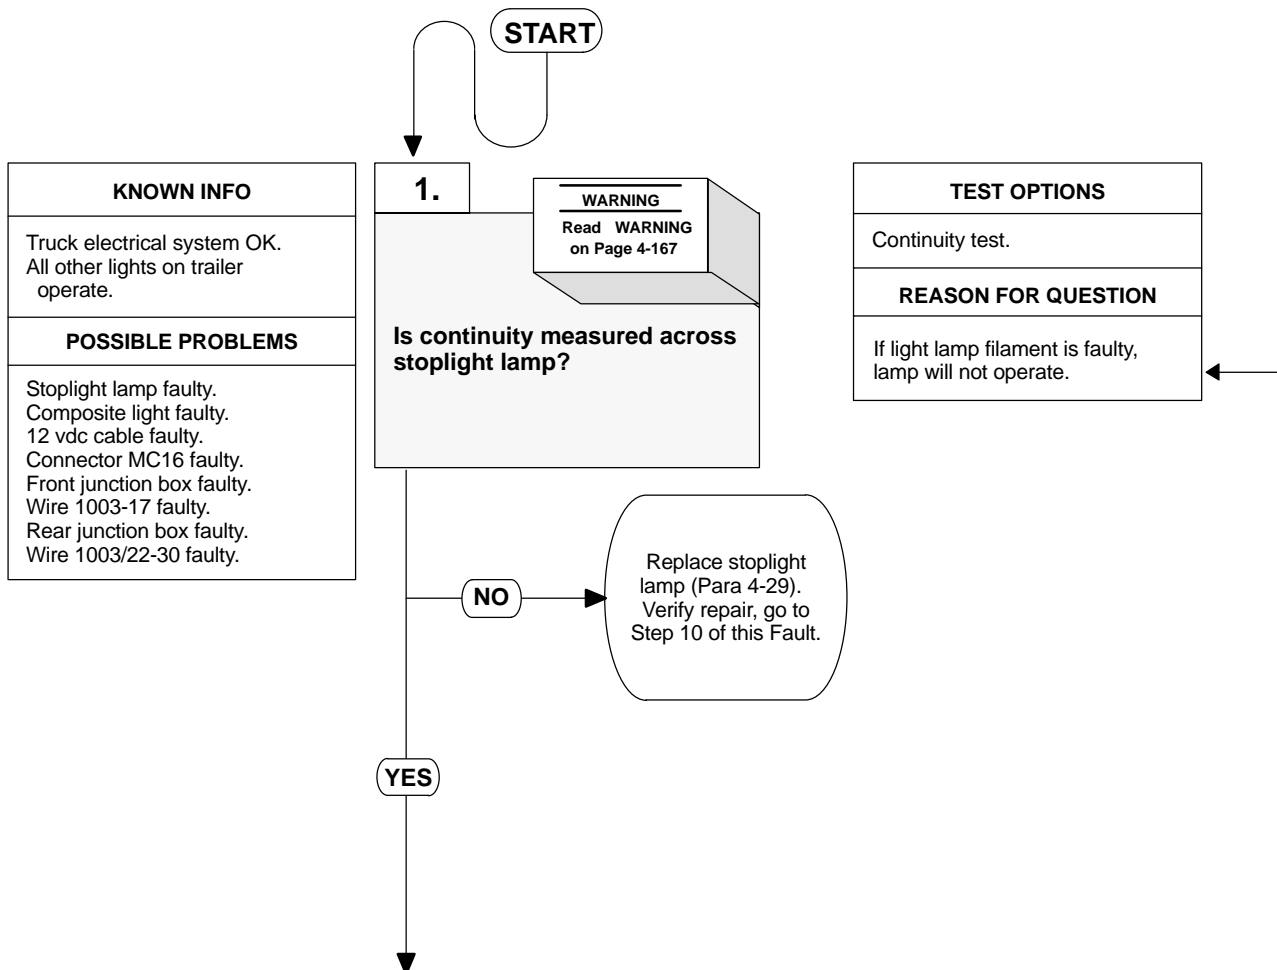 START
KNOWN INFO
Truck electrical system OK.
All other lights on trailer
operate.
POSSIBLE PROBLEMS
Stoplight lamp faulty.
Composite light faulty.
12 vdc cable faulty.
Connector MC16 faulty.
Front junction box faulty.
Wire 1003-17 faulty.
Rear junction box faulty.
Wire 1003/22-30 faulty.
1.
WARNING
Read WARNING
on Page 4-167
Is continuity measured across
stoplight lamp?
TEST OPTIONS
Continuity test.
REASON FOR QUESTION
If light lamp filament is faulty,
lamp will not operate.
NO
Replace stoplight
lamp (Para 4-29).
Verify repair, go to
Step 10 of this Fault.
YES